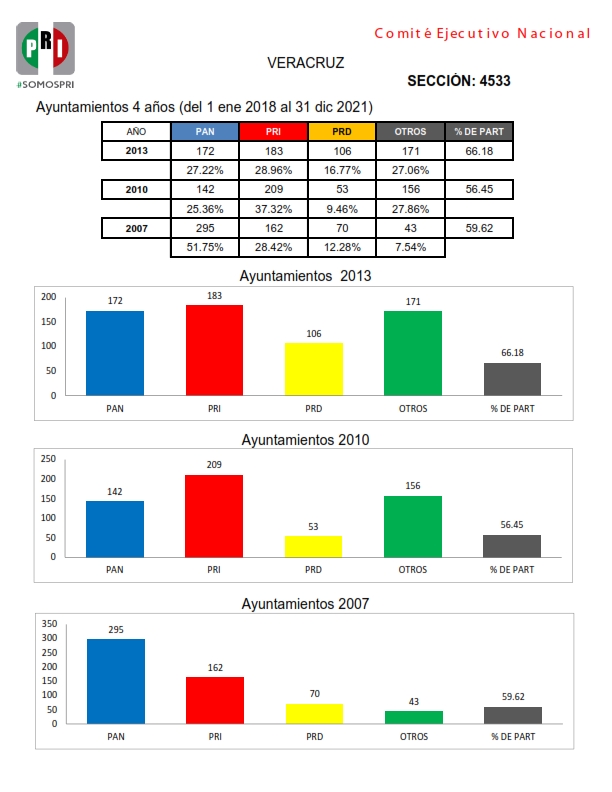 Comité Ejecutivo Nacional
PRI
#SOMOSPRI
VERACRUZ
SECCIÓN: 4533
Ayuntamientos 4 años (del 1 ene 2018 al 31 dic 2021)
AÑO PAN PRI PRD OTROS % DE PART
2013 172 183 106 171 66.18
27.22% 28.96% 16.77% 27.06%
2010 142 209 53 156 56.45
25.36% 37.32% 9.46% 27.86%
2007 295 162 70 43 59.62
51.75% 28.42% 12.28% 7.54%
Ayuntamientos 2013
200
150
100
50
0
172 183 106 171 66.18
PAN PRI PRD OTROS % DE PART
Ayuntamientos 2010
250
200
150
100
50
0
142 209 53 156 56.45
PAN PRI PRD OTROS % DE PART
Ayuntamientos 2007
350
300
250
200
150
100
50
0
295 162 70 43 59.62
PAN PRI PRD OTROS % DE PART